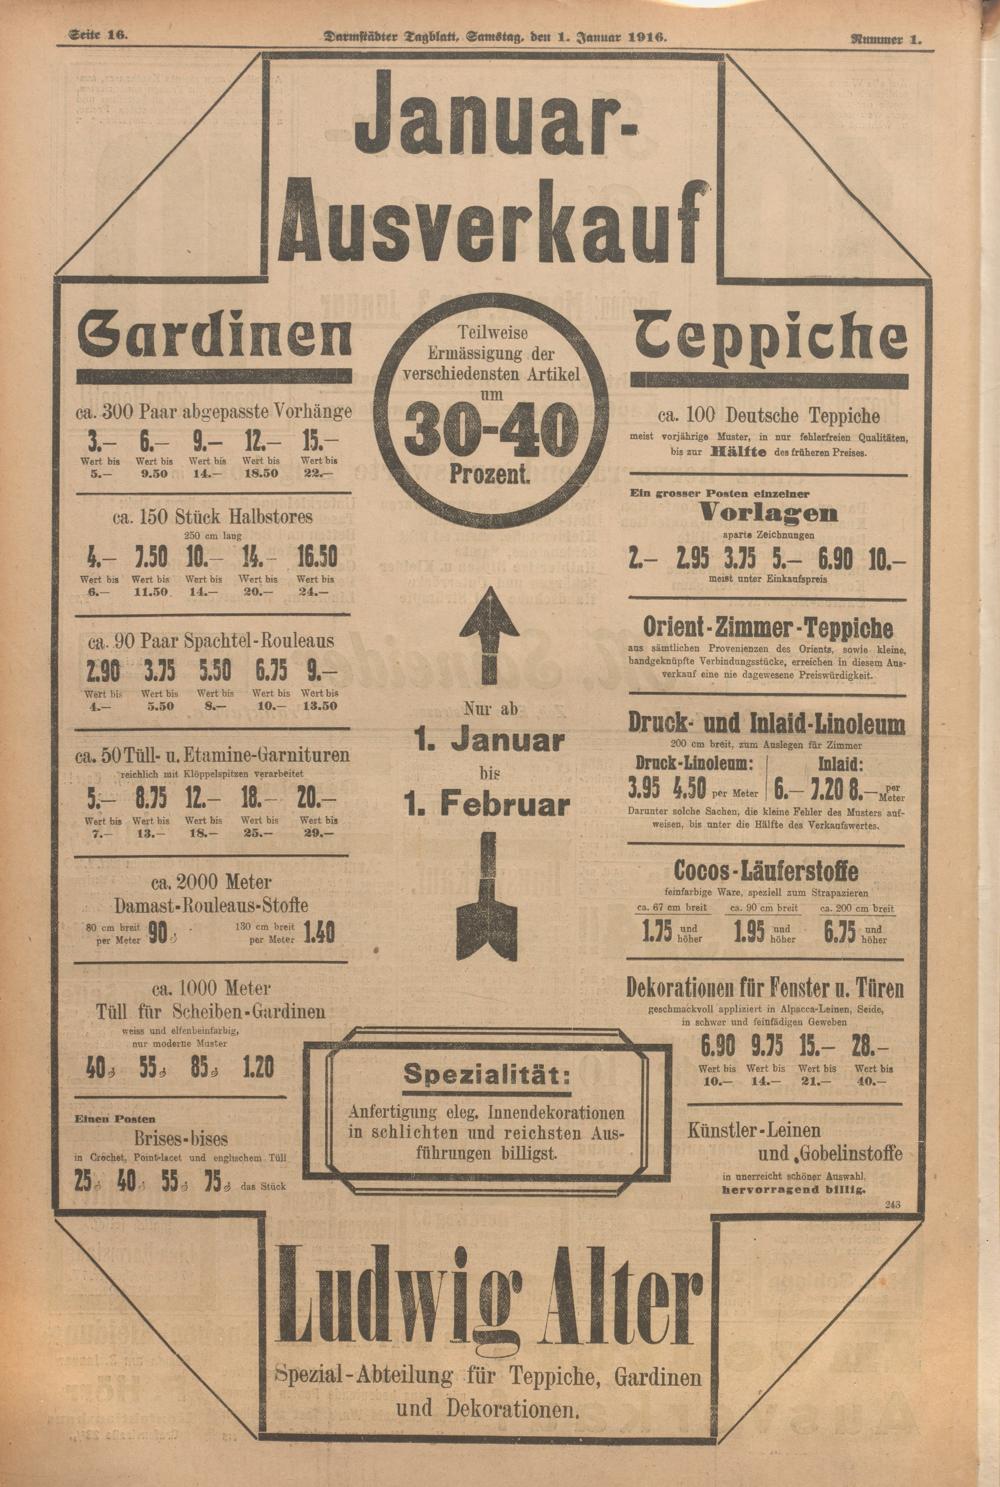 Seite 16.
Darmstädter Tagblatt, Samstag, den 1. Januar 1916.
Nummer 1.
Januar-
Ausverkauf
Gardinen
ca. 300 Paar abgepasste Vorhänge
3.— 6.— 9.— 12.— 15.—
Wert bis Wert bis Wert bis Wert bis Wert bis
5.— 9.50 14.— 18.50 22.—
ca. 150 Stück Halbstores
250 cm lang
4.— 7.50 10.— 14.— 16.50
Wert bis Wert bis Wert bis Wert bis Wert bis
6.— 11.50 14.— 20.— 24.—
ca. 90 Paar Spachtel-Rouleaus
2.90 3.75 5.50 6.75 9.—
Wert bis Wert bis Wert bis Wert bis Wert bis
4.— 5.50 8.— 10.— 13.50
ca. 50 Tüll- u. Etamine-Garnituren
reichlich mit Klöppelspitzen verarbeitet
5.— 8.75 12.— 18.— 20.—
Wert bis Wert bis Wert bis Wert bis Wert bis
7.— 13.— 18.— 25.— 29.—
ca. 2000 Meter
Damast-Rouleaus-Stoffe
80 cm breit per Meter 90 ₰ 130 cm breit per Meter 1.40
ca. 1000 Meter
Tüll für Scheiben-Gardinen
weiss und elfenbeinfarbig,
nur moderne Muster
40 ₰ 55 ₰ 85 ₰ 1.20
Einen Posten
Brises-bises
in Crochet, Point-lacet und englischem Tüll
25 ₰ 40 ₰ 55 ₰ 75 ₰ das Stück
Teilweise
Ermässigung der
verschiedensten Artikel
um
30-40
Prozent.
Nur ab
1. Januar
bis
1. Februar
Spezialität:
Anfertigung eleg. Innendekorationen
in schlichten und reichsten Aus-
führungen billigst.
Teppiche
ca. 100 Deutsche Teppiche
meist vorjährige Muster, in nur fehlerfreien Qualitäten,
bis zur Hälfte des früheren Preises.
Ein grosser Posten einzelner
Vorlagen
aparte Zeichnungen
2.— 2.95 3.75 5.— 6.90 10.—
meist unter Einkaufspreis
Orient-Zimmer-Teppiche
aus sämtlichen Provenienzen des Orients, sowie kleine,
handgeknüpfte Verbindungsstücke, erreichen in diesem Aus-
verkauf eine nie dagewesene Preiswürdigkeit.
Druck- und Inlaid-Linoleum
200 cm breit, zum Auslegen für Zimmer
Druck-Linoleum: Inlaid:
3.95 4.50 per Meter 6.— 7.20 8.— per Meter
Darunter solche Sachen, die kleine Fehler des Musters auf-
weisen, bis unter die Hälfte des Verkaufswertes.
Cocos-Läuferstoffe
feinfarbige Ware, speziell zum Strapazieren
ca. 67 cm breit ca. 90 cm breit ca. 200 cm breit
1.75 und höher 1.95 und höher 6.75 und höher
Dekorationen für Fenster u. Türen
geschmackvoll appliziert in Alpacca-Leinen, Seide,
in schwer und feinfädigen Geweben
6.90 9.75 15.— 28.—
Wert bis Wert bis Wert bis Wert bis
10.— 14.— 21.— 40.—
Künstler-Leinen
und Gobelinstoffe
in unerreicht schöner Auswahl,
hervorragend billig.
243
Ludwig Alter
Spezial-Abteilung für Teppiche, Gardinen
und Dekorationen.